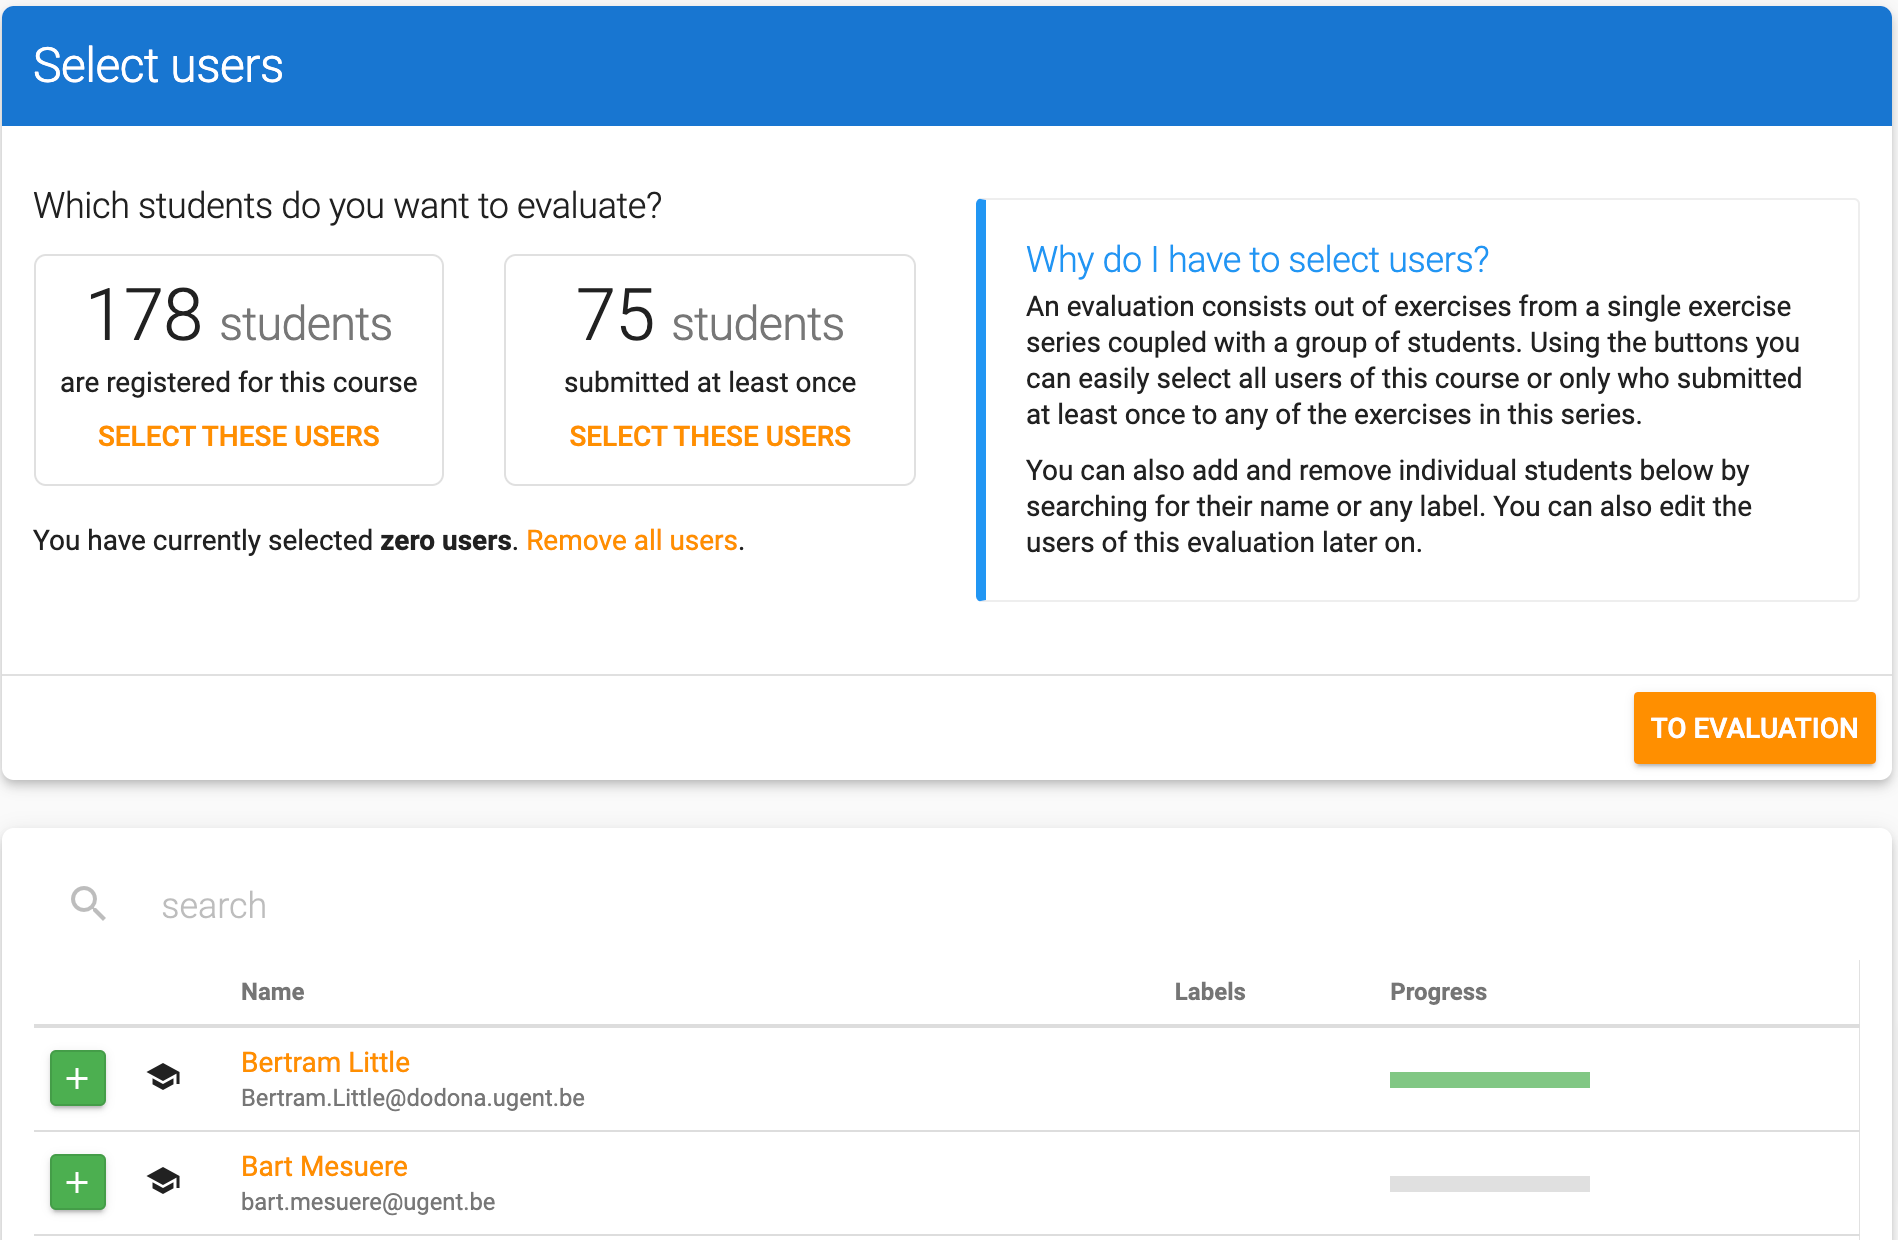 Select users
Which students do you want to evaluate?
178 students
are registered for this course
SELECT THESE USERS
75 students
submitted at least once
SELECT THESE USERS
You have currently selected zero users. Remove all users.
Why do I have to select users?
An evaluation consists out of exercises from a single exercise
series coupled with a group of students. Using the buttons you
can easily select all users of this course or only who submitted
at least once to any of the exercises in this series.
You can also add and remove individual students below by
searching for their name or any label. You can also edit the
users of this evaluation later on.
TO EVALUATION
search
Name Labels Progress
+ Bertram Little
Bertram.Little@dodona.ugent.be
+ Bart Mesuere
bart.mesuere@ugent.be